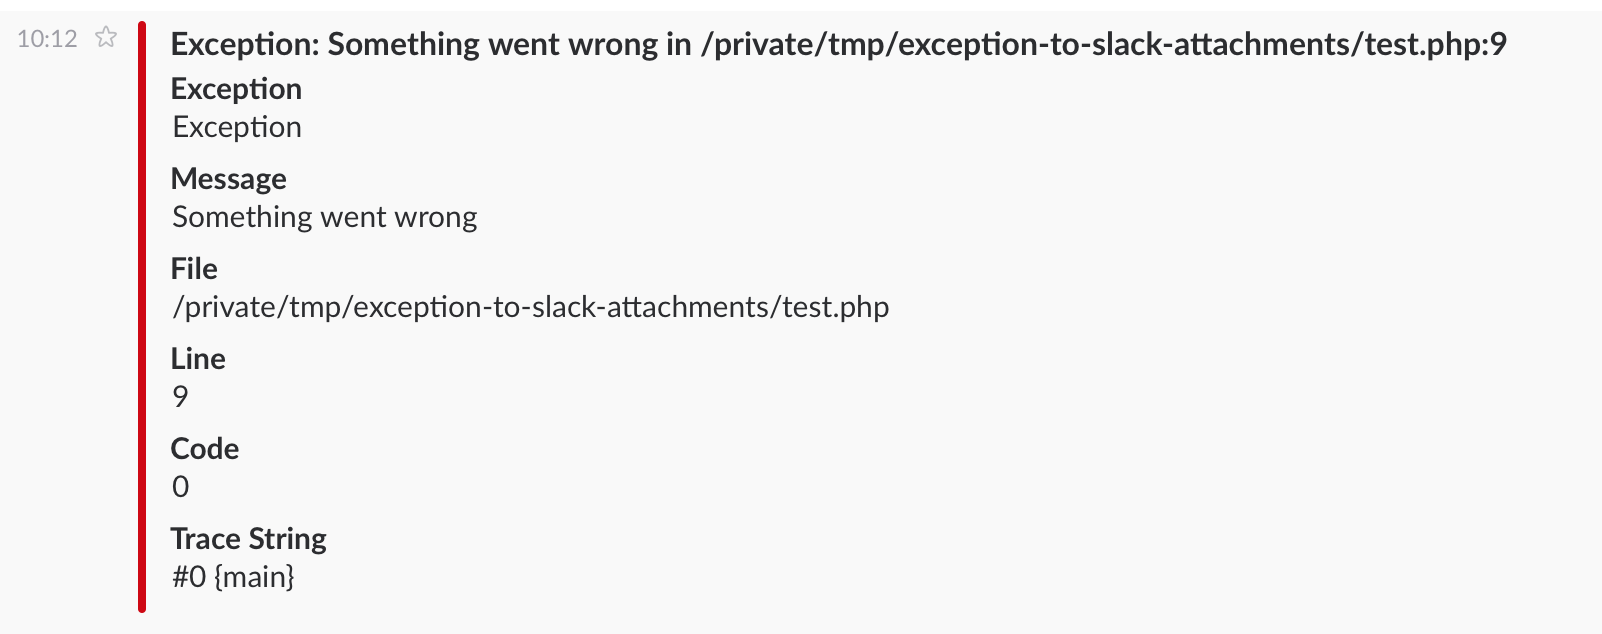 10:12
Exception: Something went wrong in /private/tmp/exception-to-slack-attachments/test.php:9
Exception
Exception
Message
Something went wrong
File
/private/tmp/exception-to-slack-attachments/test.php
Line
9
Code
0
Trace String
#0 {main}